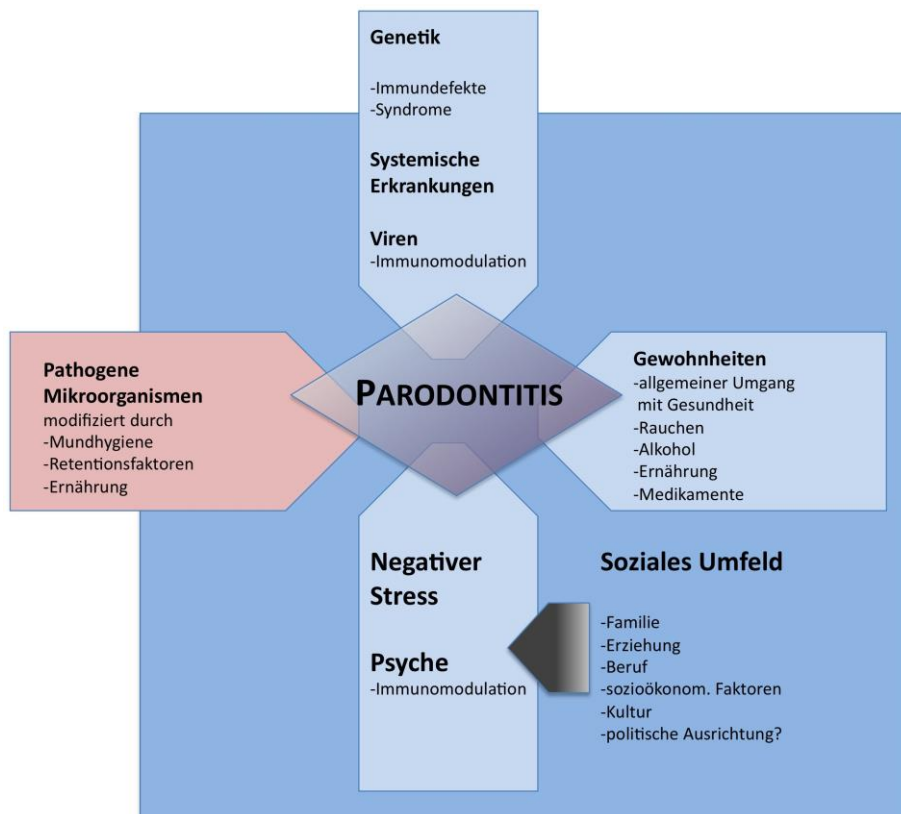 Genetik
-Immundefekte
-Syndrome
Systemische
Erkrankungen
Viren
-Immunomodulation
Pathogene
Mikroorganismen
modifiziert durch
-Mundhygiene
-Retentionsfaktoren
-Ernährung
PARODONTITIS
Gewohnheiten
-allgemeiner Umgang
mit Gesundheit
-Rauchen
-Alkohol
-Ernährung
-Medikamente
Negativer
Stress
Psyche
-Immunomodulation
Soziales Umfeld
-Familie
-Erziehung
-Beruf
-sozioökonom. Faktoren
-Kultur
-politische Ausrichtung?